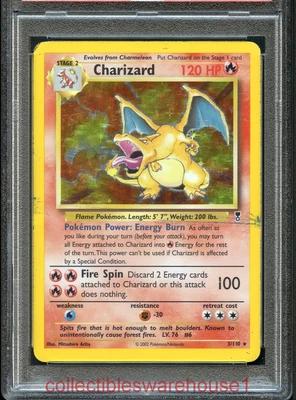 Evolves from Charmeleon Put Charizard on the Stage 1 card
STAGE 2
Charizard 120 HP
Flame Pokémon. Length: 5' 7", Weight: 200 lbs.
Pokémon Power: Energy Burn As often as
you like during your turn (before your attack), you may
turn all Energy attached to Charizard into Energy for the rest
of the turn. This power can't be used if Charizard is affected by
a Special Condition.
Fire Spin Discard 2 Energy cards
attached to Charizard or this attack
does nothing.
100
weakness resistance retreat cost
-30
Spits fire that is hot enough to melt boulders. Known to
unintentionally cause forest fires. LV. 76 #6
Illus. Mitsuhiro Arita ©2002 Pokémon/Nintendo 3/110 ★
collectibleswarehouse1